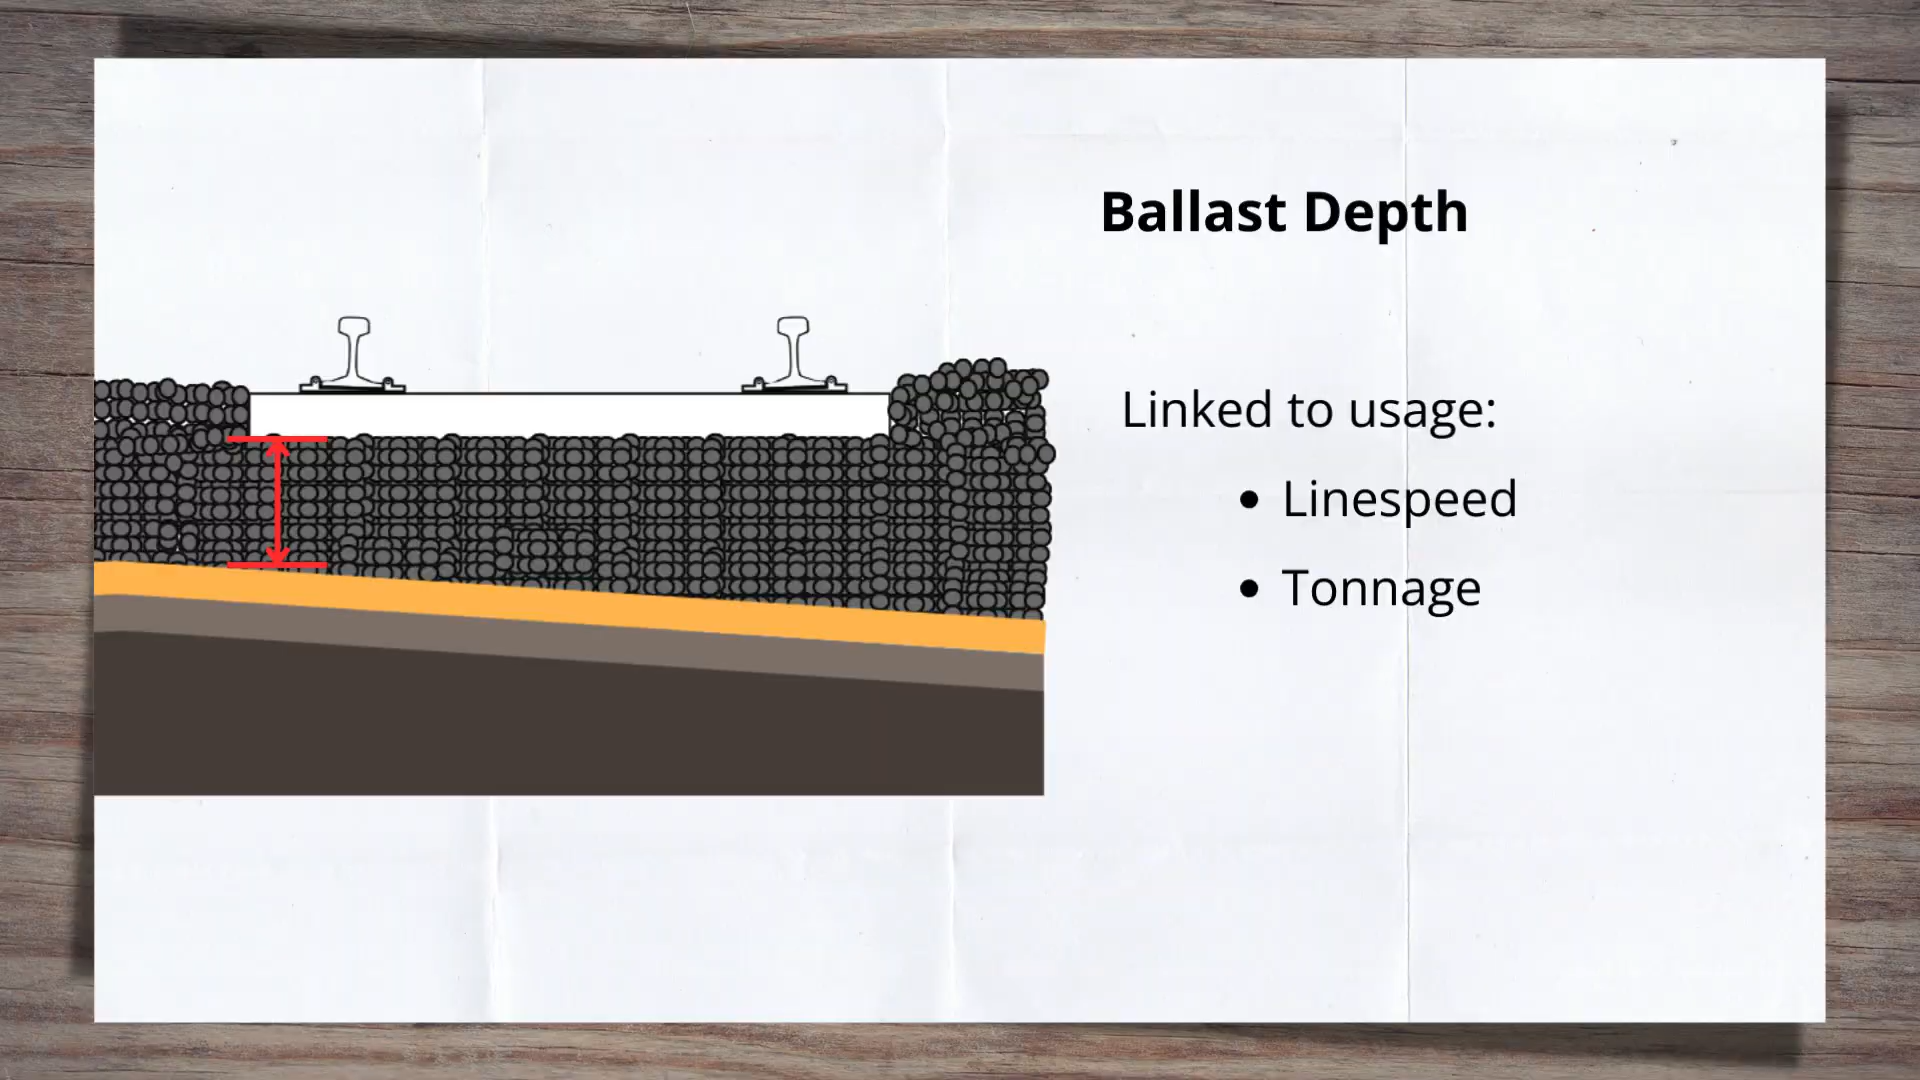 Ballast Depth
Linked to usage:
• Linespeed
• Tonnage